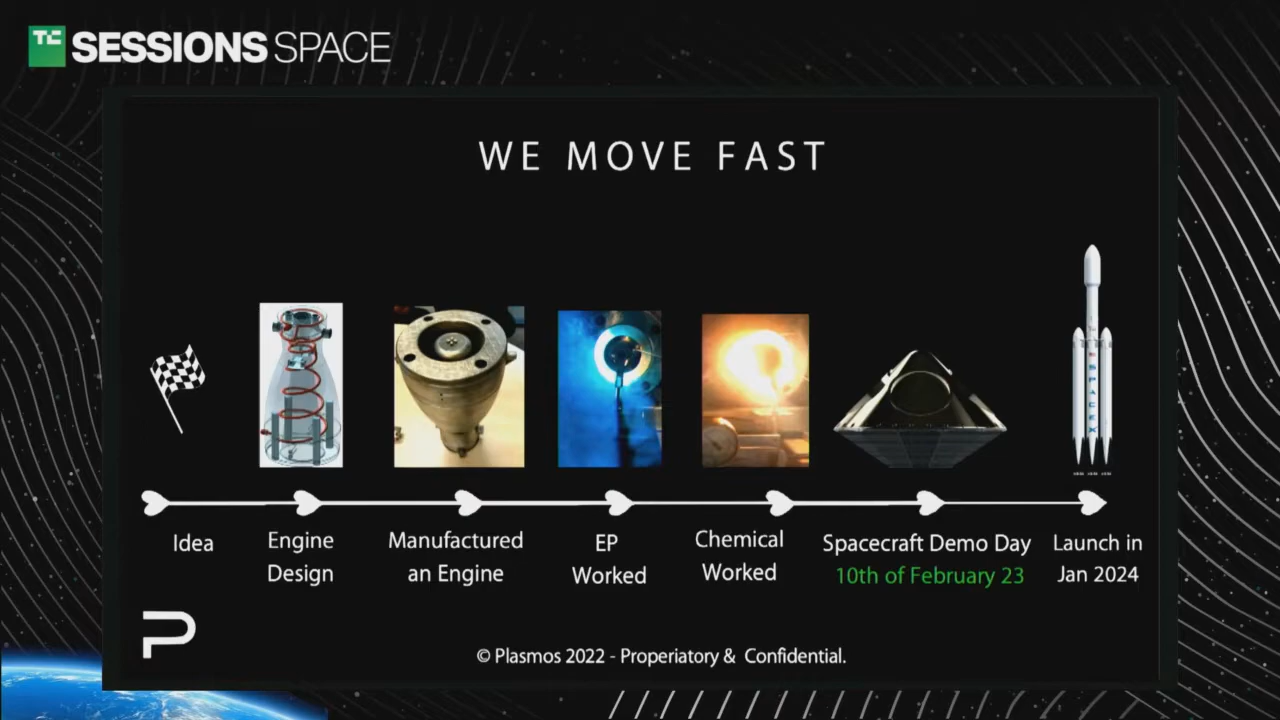 TC SESSIONS SPACE
WE MOVE FAST
SPACEX
Idea
Engine
Design
Manufactured
an Engine
EP
Worked
Chemical
Worked
Spacecraft Demo Day
10th of February 23
Launch in
Jan 2024
P
© Plasmos 2022 - Properiatory & Confidential.